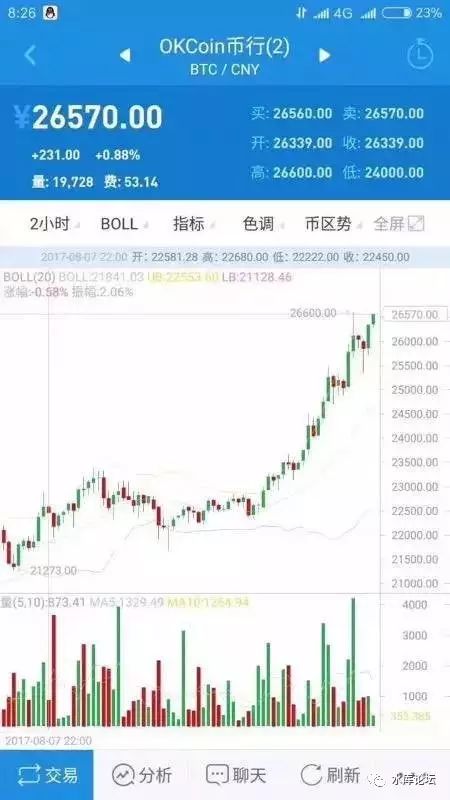 8:26 4G 23%
OKCoin币行(2)
BTC / CNY
¥26570.00
+231.00 +0.88%
量: 19,728 费: 53.14
买: 26560.00 卖: 26570.00
开: 26339.00 收: 26339.00
高: 26600.00 低: 24000.00
2小时 BOLL 指标 色调 币区势 全屏
2017-08-07 22:00 开: 22581.28 高: 22680.00 低: 22222.00 收: 22450.00
BOLL(20) BOLL:21841.03 UB:22553.60 LB:21128.46
涨幅:-0.58% 振幅:2.06%
26600.00
26570.00
26000.00
25500.00
25000.00
24500.00
24000.00
23500.00
23000.00
22500.00
22000.00
21500.00
21000.00
21273.00
量(5,10):873.41 MA5:1329.49 MA10:1264.94
4000
3000
2000
1000
353.385
2017-08-07 22:00
交易 分析 聊天 刷新
水库论坛